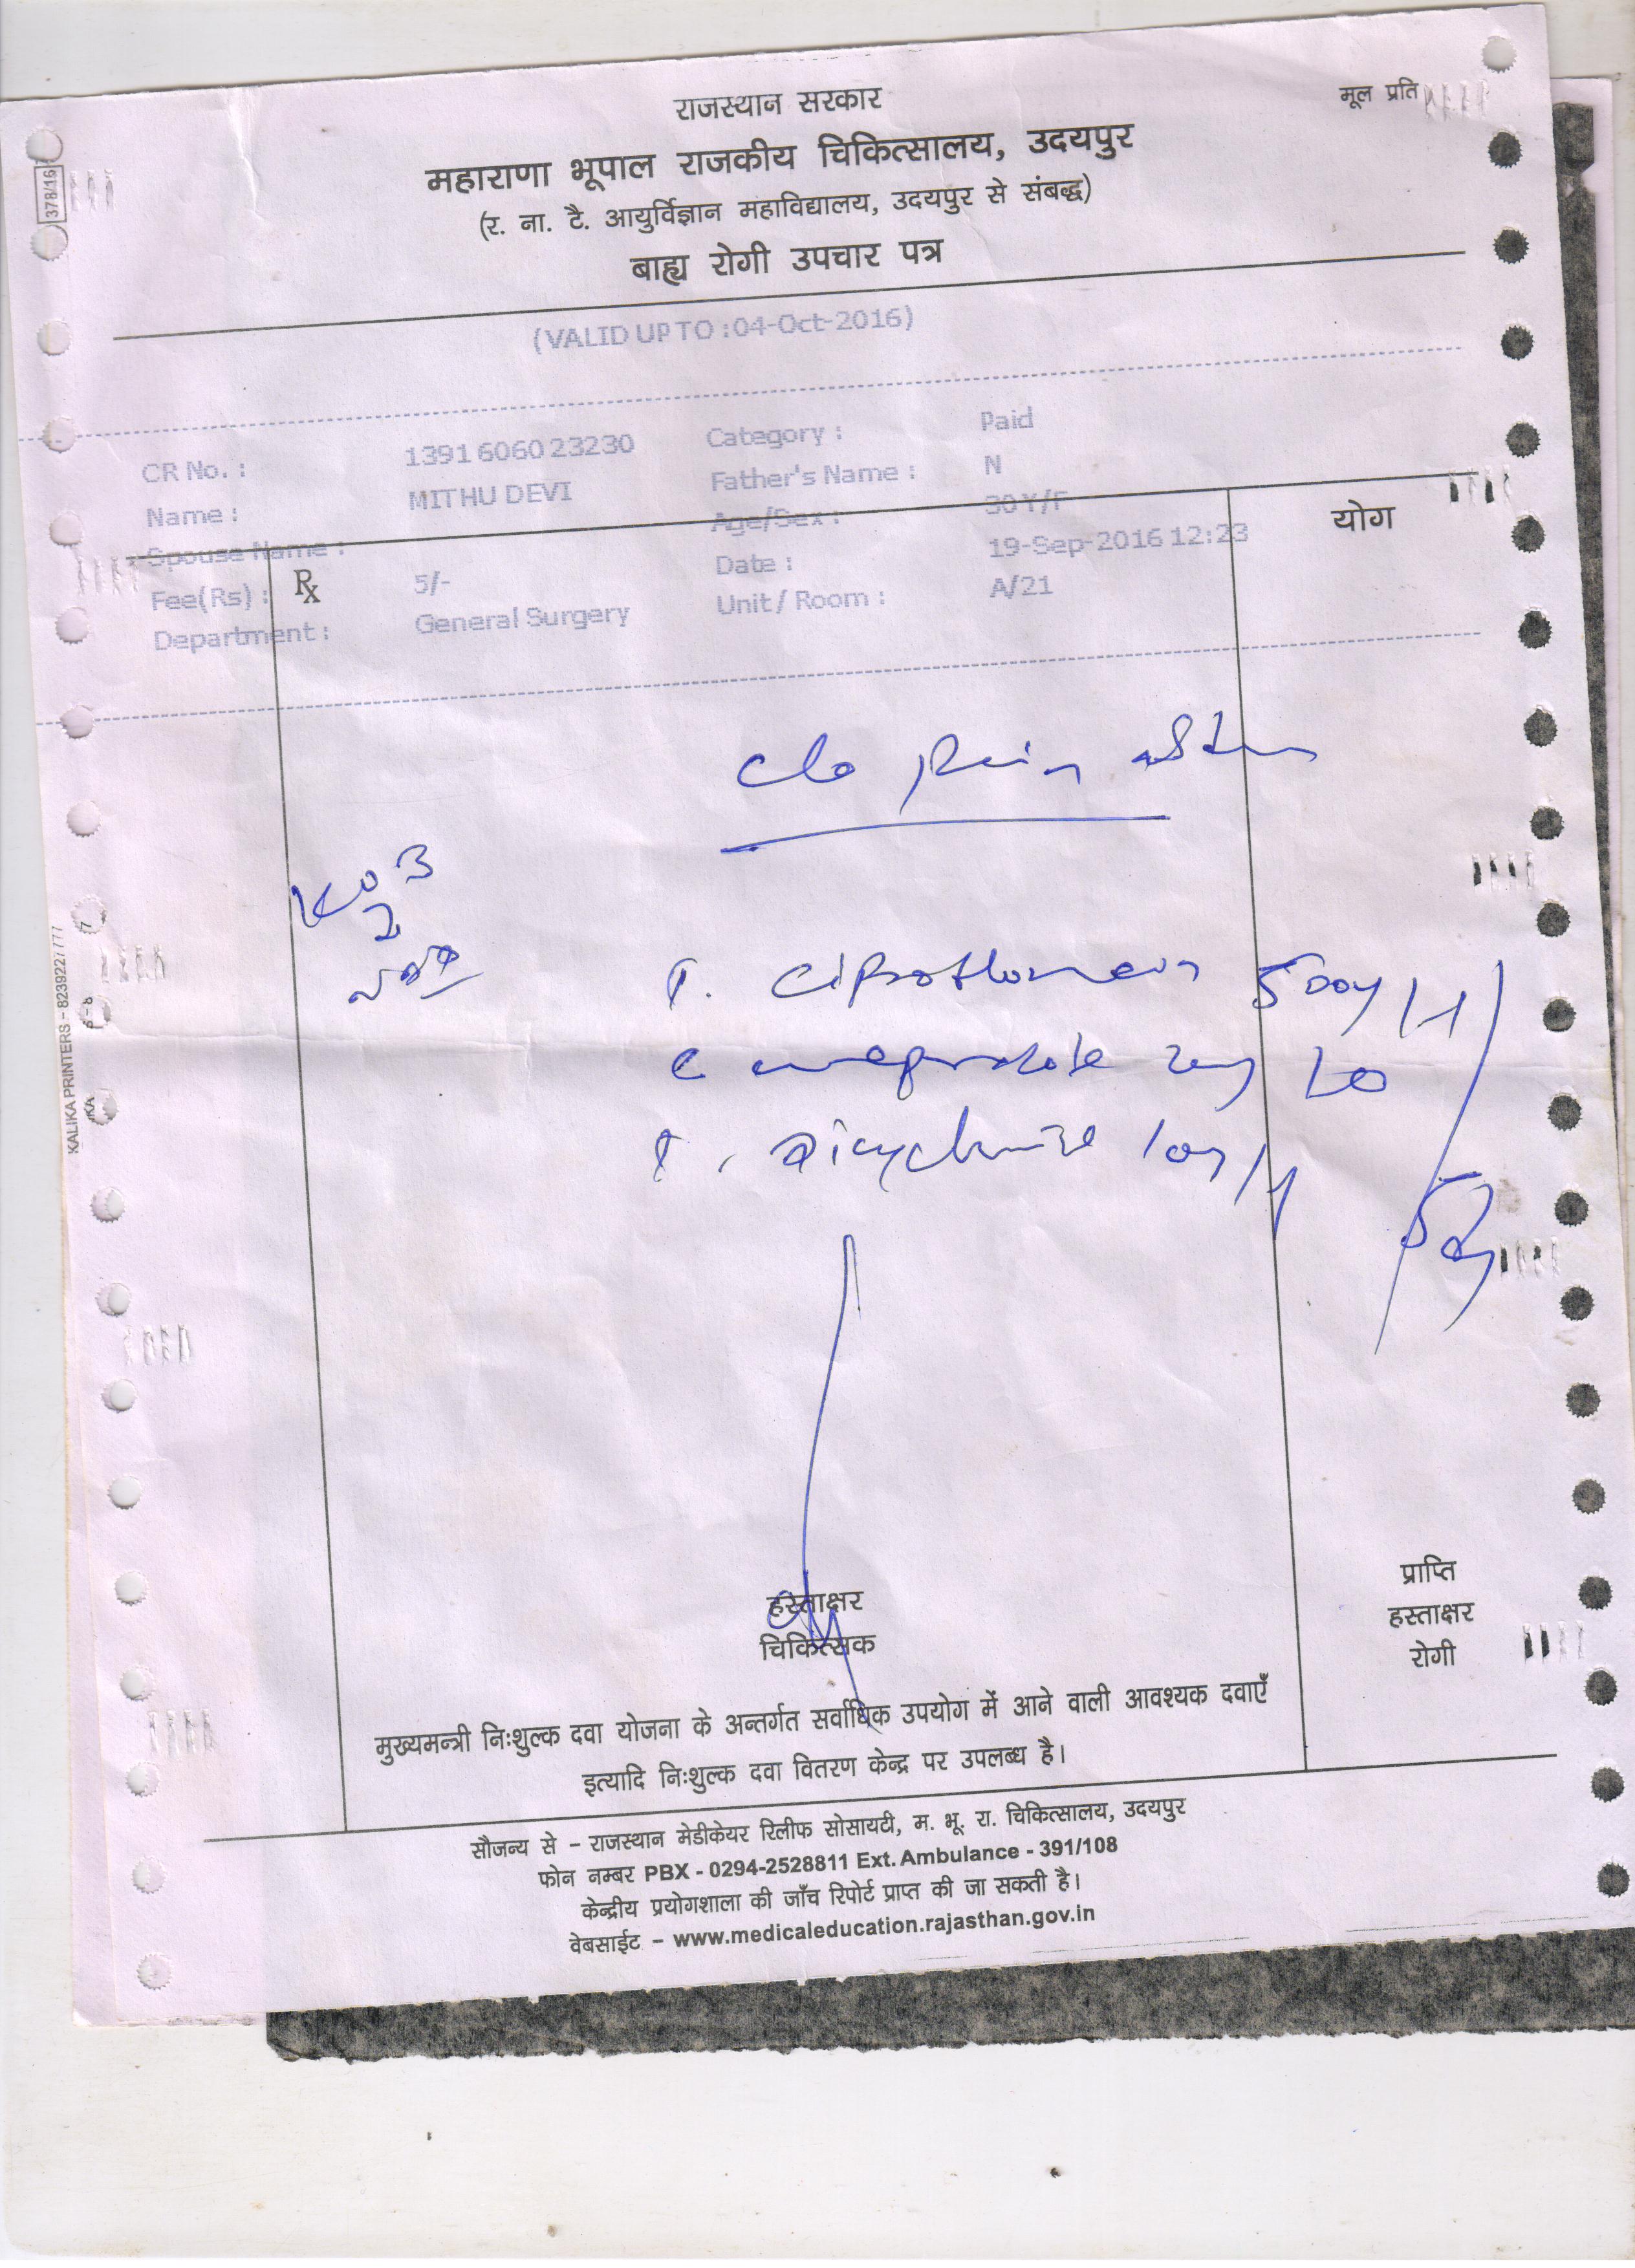 मूल प्रति
राजस्थान सरकार
महाराणा भूपाल राजकीय चिकित्सालय, उदयपुर
(र. ना. टै. आयुर्विज्ञान महाविद्यालय, उदयपुर से संबद्ध)
बाह्य रोगी उपचार पत्र
378/16
(VALID UP TO : 04-Oct-2016)
CR No. : 13916060 23230 Category : Paid
Name : MITHU DEVI Father's Name : N
Spouse Name : Age/Sex : 30 Y/F
Fee(Rs) : 5/- Date : 19-Sep-2016 12:23
Department : General Surgery Unit / Room : A/21
Rx
योग
c/o Pain
T. 500
C
T.
KALIKA PRINTERS - 8239227777
हस्ताक्षर
चिकित्सक
प्राप्ति
हस्ताक्षर
रोगी
मुख्यमन्त्री निःशुल्क दवा योजना के अन्तर्गत सर्वाधिक उपयोग में आने वाली आवश्यक दवाएँ
इत्यादि निःशुल्क दवा वितरण केन्द्र पर उपलब्ध है।
सौजन्य से – राजस्थान मेडीकेयर रिलीफ सोसायटी, म. भू. रा. चिकित्सालय, उदयपुर
फोन नम्बर PBX - 0294-2528811 Ext. Ambulance - 391/108
केन्द्रीय प्रयोगशाला की जाँच रिपोर्ट प्राप्त की जा सकती है।
वेबसाईट – www.medicaleducation.rajasthan.gov.in